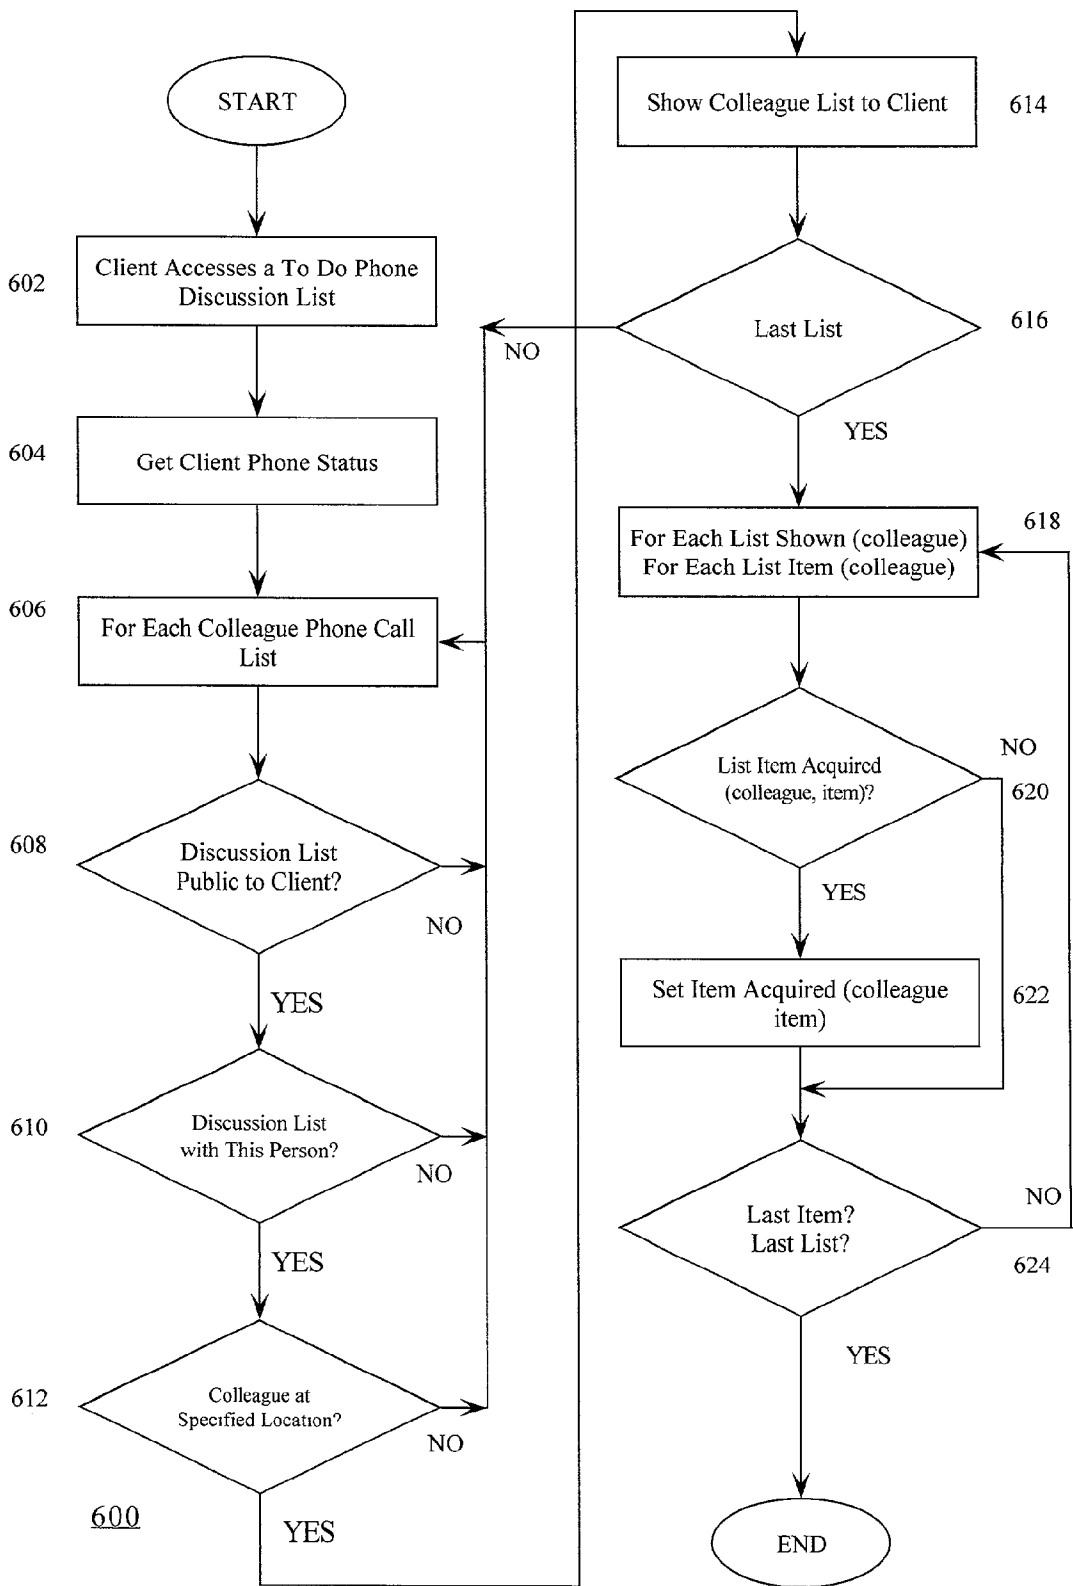 START
602
Client Accesses a To Do Phone
Discussion List
604
Get Client Phone Status
606
For Each Colleague Phone Call
List
608
Discussion List
Public to Client?
NO
YES
610
Discussion List
with This Person?
NO
YES
612
Colleague at
Specified Location?
NO
YES
600
Show Colleague List to Client
614
Last List
616
NO
YES
618
For Each List Shown (colleague)
For Each List Item (colleague)
List Item Acquired
(colleague, item)?
NO
620
YES
Set Item Acquired (colleague
item)
622
Last Item?
Last List?
NO
624
YES
END